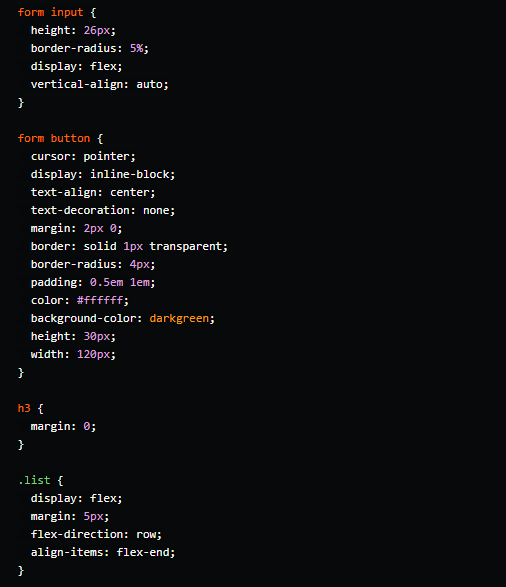 form input {
  height: 26px;
  border-radius: 5%;
  display: flex;
  vertical-align: auto;
}

form button {
  cursor: pointer;
  display: inline-block;
  text-align: center;
  text-decoration: none;
  margin: 2px 0;
  border: solid 1px transparent;
  border-radius: 4px;
  padding: 0.5em 1em;
  color: #ffffff;
  background-color: darkgreen;
  height: 30px;
  width: 120px;
}

h3 {
  margin: 0;
}

.list {
  display: flex;
  margin: 5px;
  flex-direction: row;
  align-items: flex-end;
}